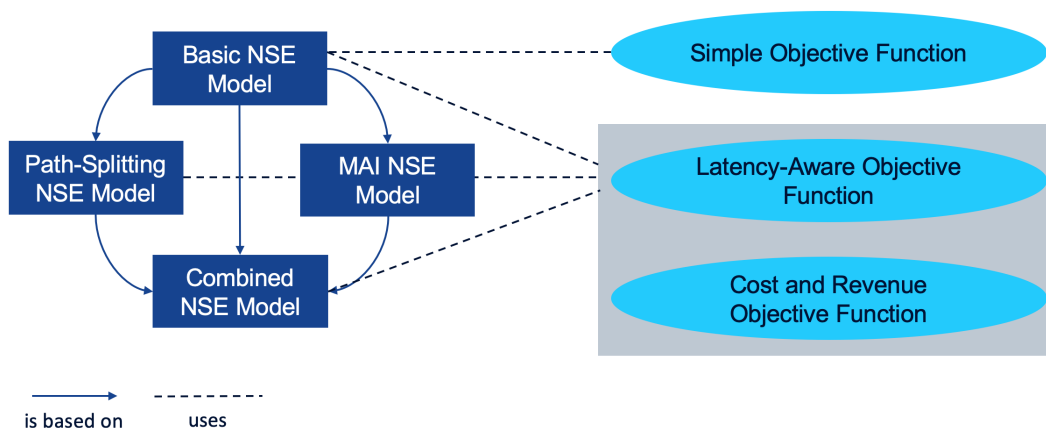 Basic NSE
Model
Simple Objective Function
Path-Splitting
NSE Model
MAI NSE
Model
Latency-Aware Objective
Function
Combined
NSE Model
Cost and Revenue
Objective Function
is based on
uses